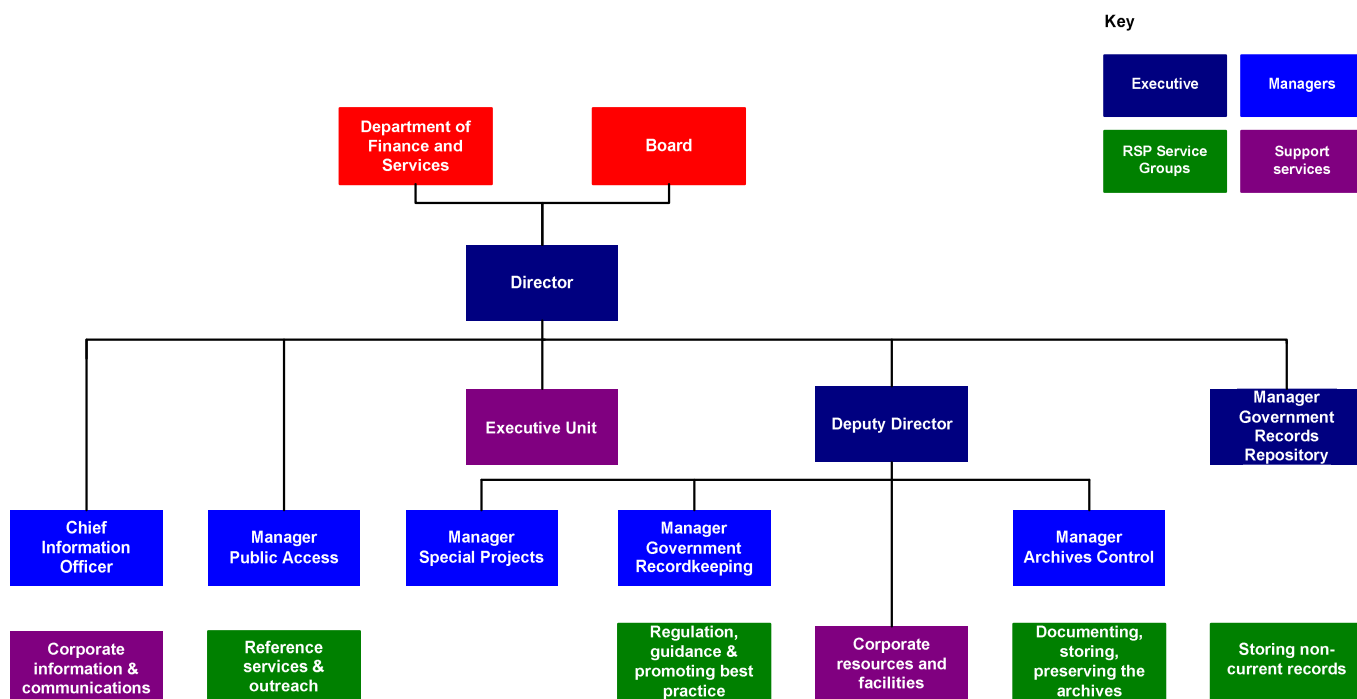 Key
Executive
Managers
RSP Service
Groups
Support
services
Department of
Finance and
Services
Board
Director
Executive Unit
Deputy Director
Manager
Government
Records
Repository
Chief
Information
Officer
Manager
Public Access
Manager
Special Projects
Manager
Government
Recordkeeping
Manager
Archives Control
Corporate
information &
communications
Reference
services &
outreach
Regulation,
guidance &
promoting best
practice
Corporate
resources and
facilities
Documenting,
storing,
preserving the
archives
Storing non-
current records